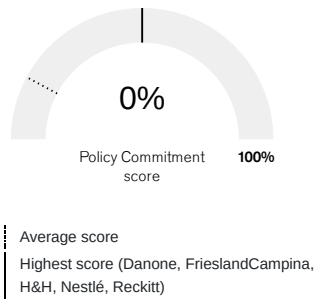 0%
Policy Commitment
score
100%
Average score
Highest score (Danone, FrieslandCampina,
H&H, Nestlé, Reckitt)